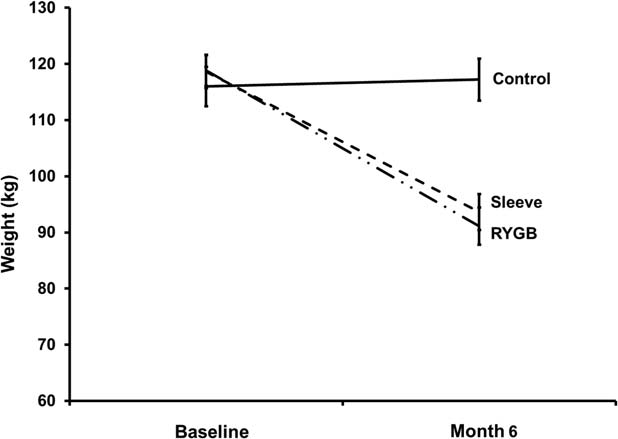 130
120
110
100
90
80
70
60
Weight (kg)
Control
Sleeve
RYGB
Baseline
Month 6